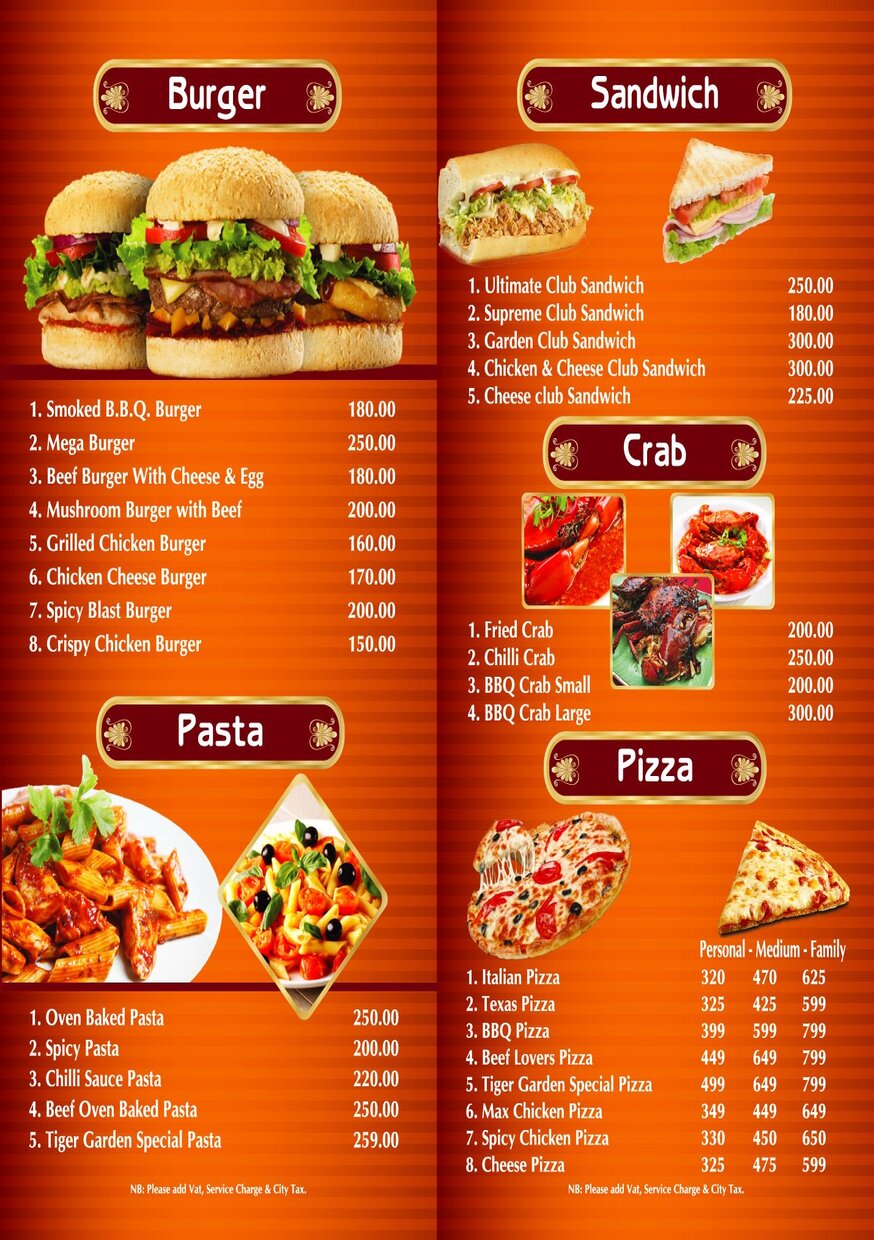 Burger
1. Smoked B.B.Q. Burger 180.00
2. Mega Burger 250.00
3. Beef Burger With Cheese & Egg 180.00
4. Mushroom Burger with Beef 200.00
5. Grilled Chicken Burger 160.00
6. Chicken Cheese Burger 170.00
7. Spicy Blast Burger 200.00
8. Crispy Chicken Burger 150.00
Pasta
1. Oven Baked Pasta 250.00
2. Spicy Pasta 200.00
3. Chilli Sauce Pasta 220.00
4. Beef Oven Baked Pasta 250.00
5. Tiger Garden Special Pasta 259.00
NB: Please add Vat, Service Charge & City Tax.
Sandwich
1. Ultimate Club Sandwich 250.00
2. Supreme Club Sandwich 180.00
3. Garden Club Sandwich 300.00
4. Chicken & Cheese Club Sandwich 300.00
5. Cheese club Sandwich 225.00
Crab
1. Fried Crab 200.00
2. Chilli Crab 250.00
3. BBQ Crab Small 200.00
4. BBQ Crab Large 300.00
Pizza
Personal - Medium - Family
1. Italian Pizza 320 470 625
2. Texas Pizza 325 425 599
3. BBQ Pizza 399 599 799
4. Beef Lovers Pizza 449 649 799
5. Tiger Garden Special Pizza 499 649 799
6. Max Chicken Pizza 349 449 649
7. Spicy Chicken Pizza 330 450 650
8. Cheese Pizza 325 475 599
NB: Please add Vat, Service Charge & City Tax.